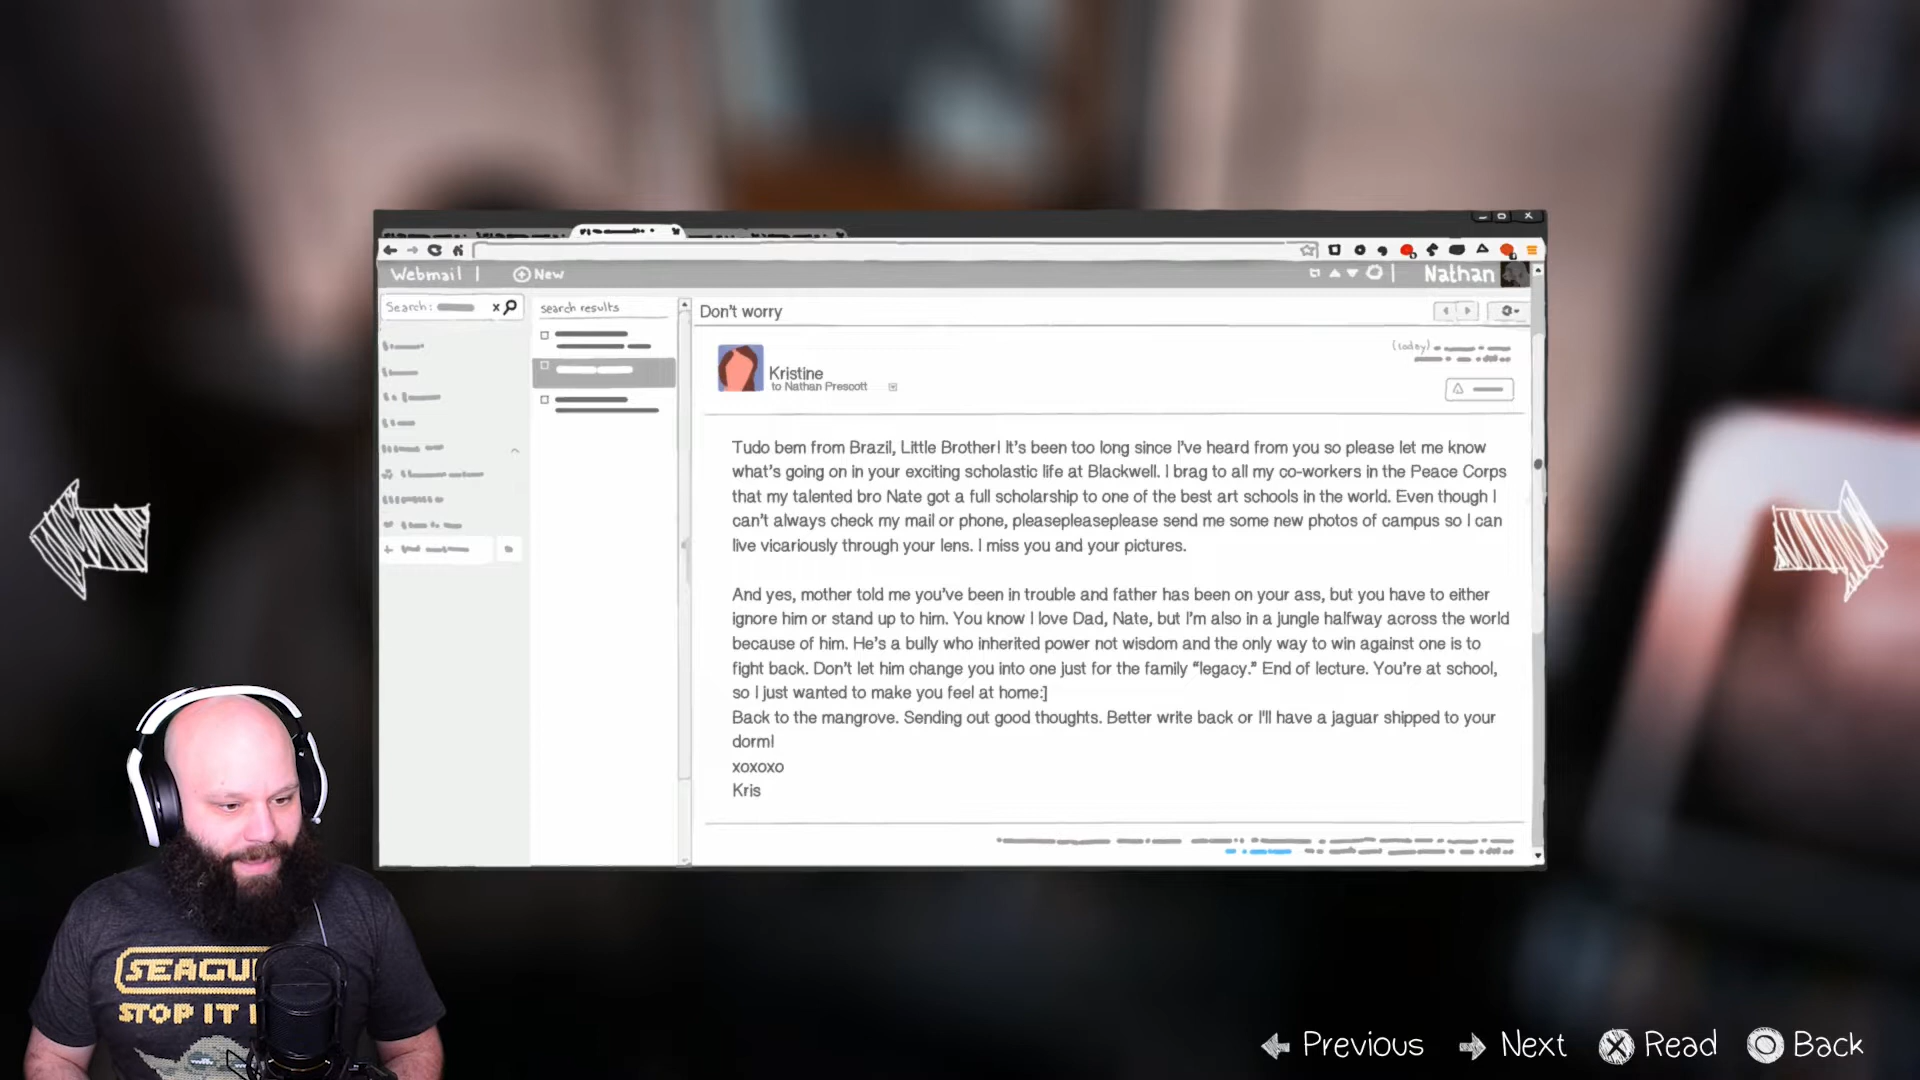 Webmail
New
Nathan
Search:
search results
Don't worry
(today)
Kristine
to Nathan Prescott
Tudo bem from Brazil, Little Brother! It's been too long since I've heard from you so please let me know
what's going on in your exciting scholastic life at Blackwell. I brag to all my co-workers in the Peace Corps
that my talented bro Nate got a full scholarship to one of the best art schools in the world. Even though I
can't always check my mail or phone, pleasepleaseplease send me some new photos of campus so I can
live vicariously through your lens. I miss you and your pictures.
And yes, mother told me you've been in trouble and father has been on your ass, but you have to either
ignore him or stand up to him. You know I love Dad, Nate, but I'm also in a jungle halfway across the world
because of him. He's a bully who inherited power not wisdom and the only way to win against one is to
fight back. Don't let him change you into one just for the family “legacy.” End of lecture. You're at school,
so I just wanted to make you feel at home:]
Back to the mangrove. Sending out good thoughts. Better write back or I'll have a jaguar shipped to your
dorm!
xoxoxo
Kris
STOP IT
Previous
Next
Read
Back